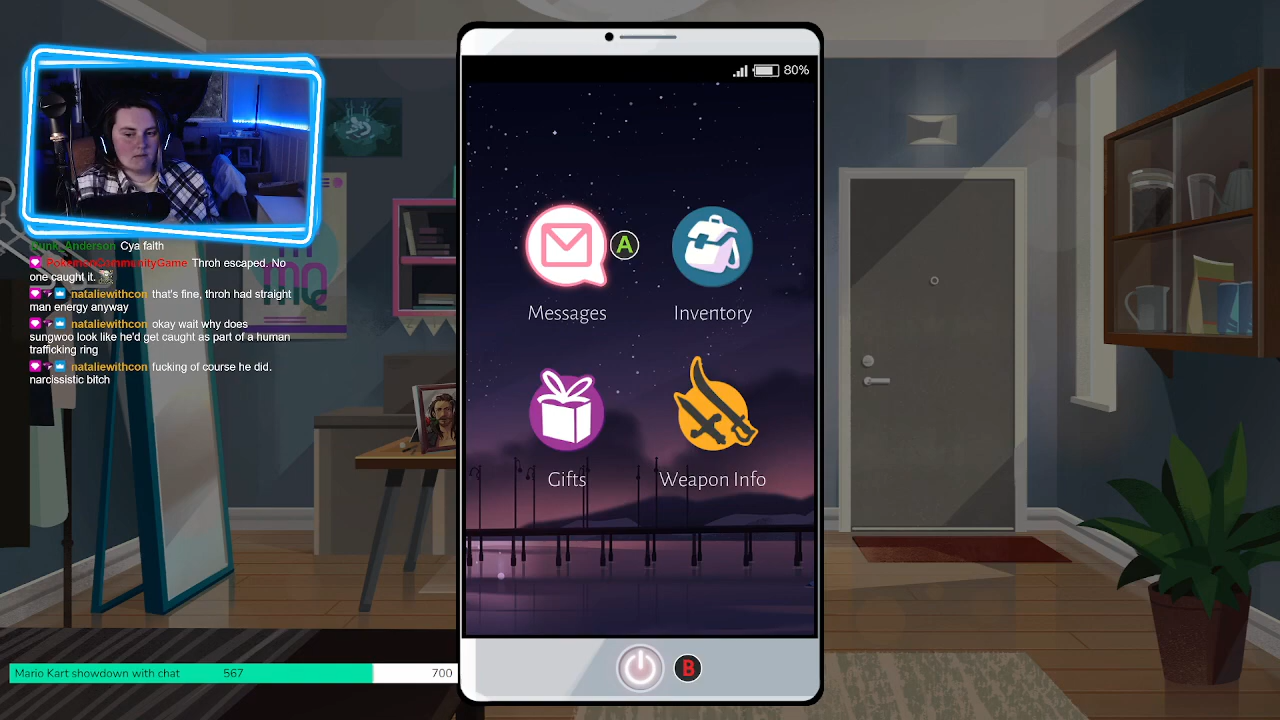 80%
Cya faith
PokemonCommunityGame Throh escaped. No
one caught it.
nataliewithcon that's fine, throh had straight
man energy anyway
nataliewithcon okay wait why does
sungwoo look like he'd get caught as part of a human
trafficking ring
nataliewithcon fucking of course he did.
narcissistic bitch
A
Messages
Inventory
Gifts
Weapon Info
Mario Kart showdown with chat 567 700
B